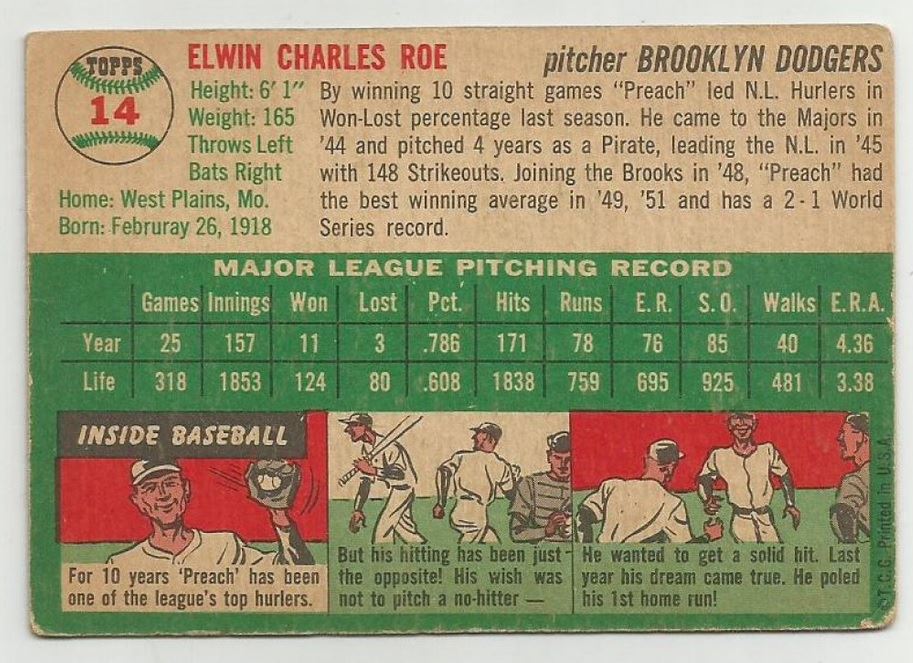 TOPPS
14
ELWIN CHARLES ROE
pitcher BROOKLYN DODGERS
Height: 6' 1"
Weight: 165
Throws Left
Bats Right
Home: West Plains, Mo.
Born: Februray 26, 1918
By winning 10 straight games "Preach" led N.L. Hurlers in
Won-Lost percentage last season. He came to the Majors in
'44 and pitched 4 years as a Pirate, leading the N.L. in '45
with 148 Strikeouts. Joining the Brooks in '48, "Preach" had
the best winning average in '49, '51 and has a 2-1 World
Series record.
MAJOR LEAGUE PITCHING RECORD
Games Innings Won Lost Pct. Hits Runs E.R. S.O. Walks E.R.A.
Year 25 157 11 3 .786 171 78 76 85 40 4.36
Life 318 1853 124 80 .608 1838 759 695 925 481 3.38
INSIDE BASEBALL
For 10 years 'Preach' has been
one of the league's top hurlers.
But his hitting has been just
the opposite! His wish was
not to pitch a no-hitter —
He wanted to get a solid hit. Last
year his dream came true. He poled
his 1st home run!
©T.C.G. Printed in U.S.A.